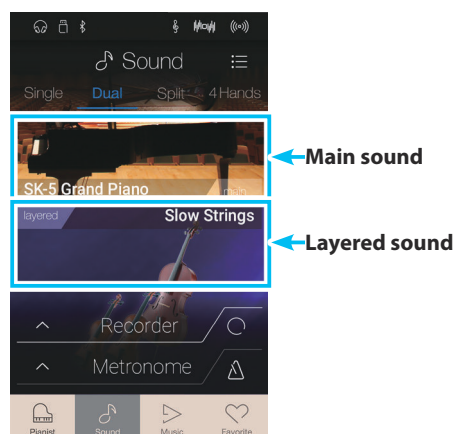 Sound
Single Dual Split 4 Hands
SK-5 Grand Piano main
Main sound
layered Slow Strings
Layered sound
Recorder
Metronome
Pianist Sound Music Favorite